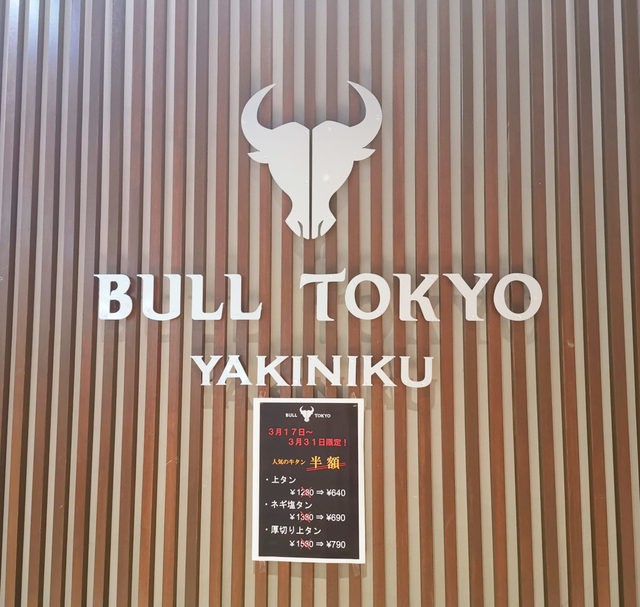 BULL TOKYO
YAKINIKU
BULL TOKYO
3月17日～
3月31日限定！
人気の牛タン 半額
・上タン
¥1280⇒¥640
・ネギ塩タン
¥1380⇒¥690
・厚切り上タン
¥1580⇒¥790